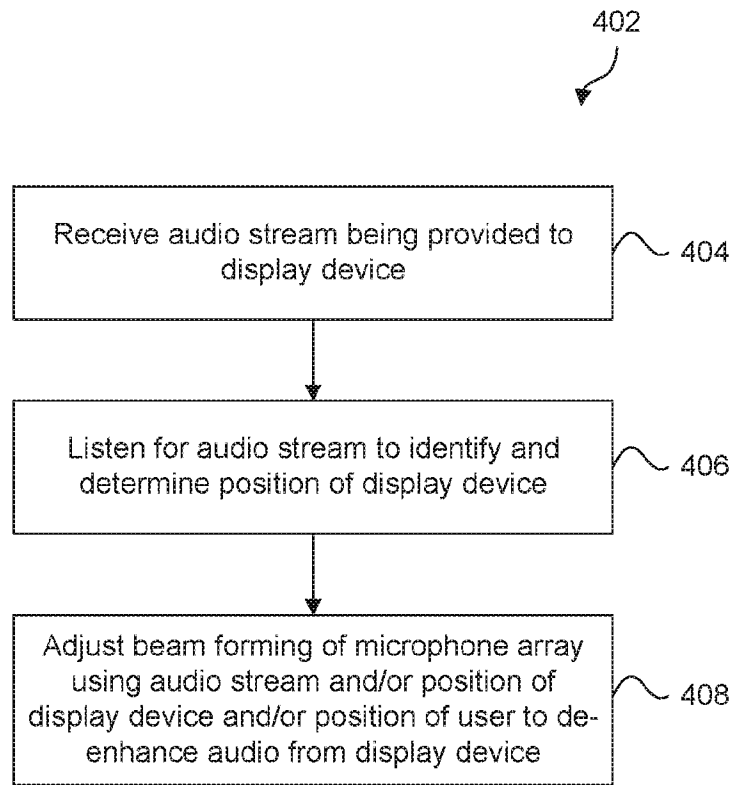 402
Receive audio stream being provided to
display device
404
Listen for audio stream to identify and
determine position of display device
406
Adjust beam forming of microphone array
using audio stream and/or position of
display device and/or position of user to de-
enhance audio from display device
408